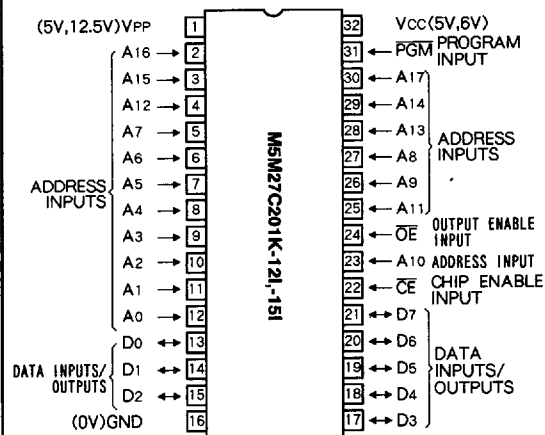 (5V,12.5V)VPP 1
A16 2
A15 3
A12 4
A7 5
A6 6
A5 7
A4 8
A3 9
A2 10
A1 11
A0 12
D0 13
D1 14
D2 15
(0V)GND 16
ADDRESS
INPUTS
DATA INPUTS/
OUTPUTS
M5M27C201K-12I,-15I
32 VCC(5V,6V)
31 PGM PROGRAM
INPUT
30 A17
29 A14
28 A13
27 A8
26 A9
25 A11
ADDRESS
INPUTS
24 OE OUTPUT ENABLE
INPUT
23 A10 ADDRESS INPUT
22 CE CHIP ENABLE
INPUT
21 D7
20 D6
19 D5
18 D4
17 D3
DATA
INPUTS/
OUTPUTS